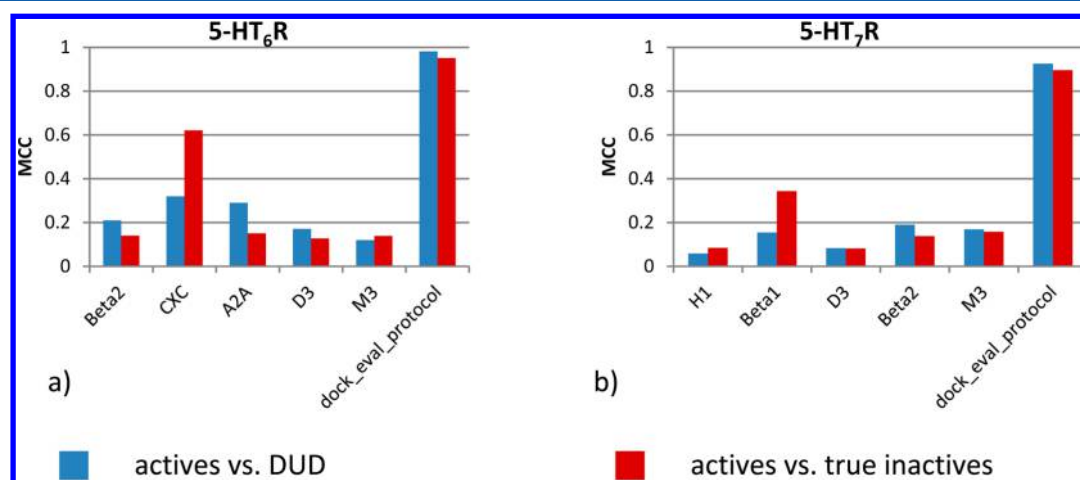 5-HT6R
MCC
1
0.8
0.6
0.4
0.2
0
Beta2
CXC
A2A
D3
M3
dock_eval_protocol
a)
5-HT7R
MCC
1
0.8
0.6
0.4
0.2
0
H1
Beta1
D3
Beta2
M3
dock_eval_protocol
b)
actives vs. DUD
actives vs. true inactives